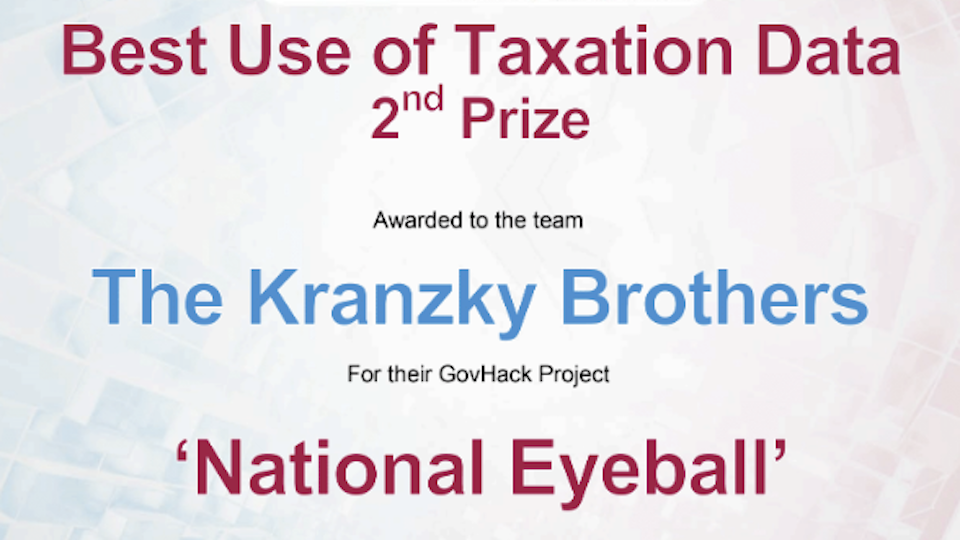 Best Use of Taxation Data
2nd Prize
Awarded to the team
The Kranzky Brothers
For their GovHack Project
‘National Eyeball’